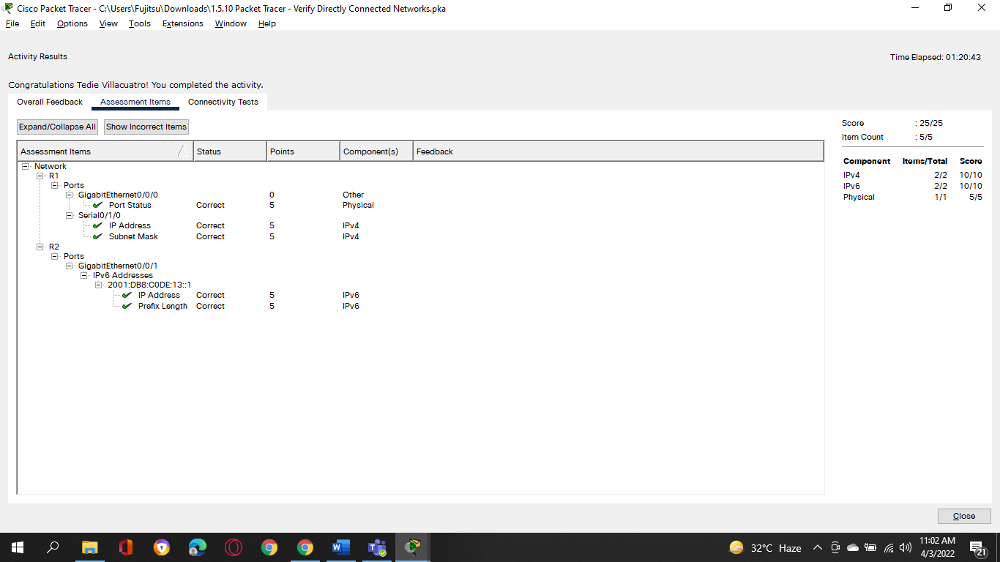 Cisco Packet Tracer - C:\Users\Fujitsu\Downloads\1.5.10 Packet Tracer - Verify Directly Connected Networks.pka
File Edit Options View Tools Extensions Window Help
Activity Results
Time Elapsed: 01:20:43
Congratulations Tedie Villacuatro! You completed the activity.
Overall Feedback Assessment Items Connectivity Tests
Expand/Collapse All Show Incorrect Items
Assessment Items Status Points Component(s) Feedback
Network
R1
Ports
GigabitEthernet0/0/0 0 Other
Port Status Correct 5 Physical
Serial0/1/0
IP Address Correct 5 IPv4
Subnet Mask Correct 5 IPv4
R2
Ports
GigabitEthernet0/0/1
IPv6 Addresses
2001:DB8:C0DE:13::1
IP Address Correct 5 IPv6
Prefix Length Correct 5 IPv6
Score : 25/25
Item Count : 5/5
Component Items/Total Score
IPv4 2/2 10/10
IPv6 2/2 10/10
Physical 1/1 5/5
Close
32°C Haze
11:02 AM
4/3/2022
21